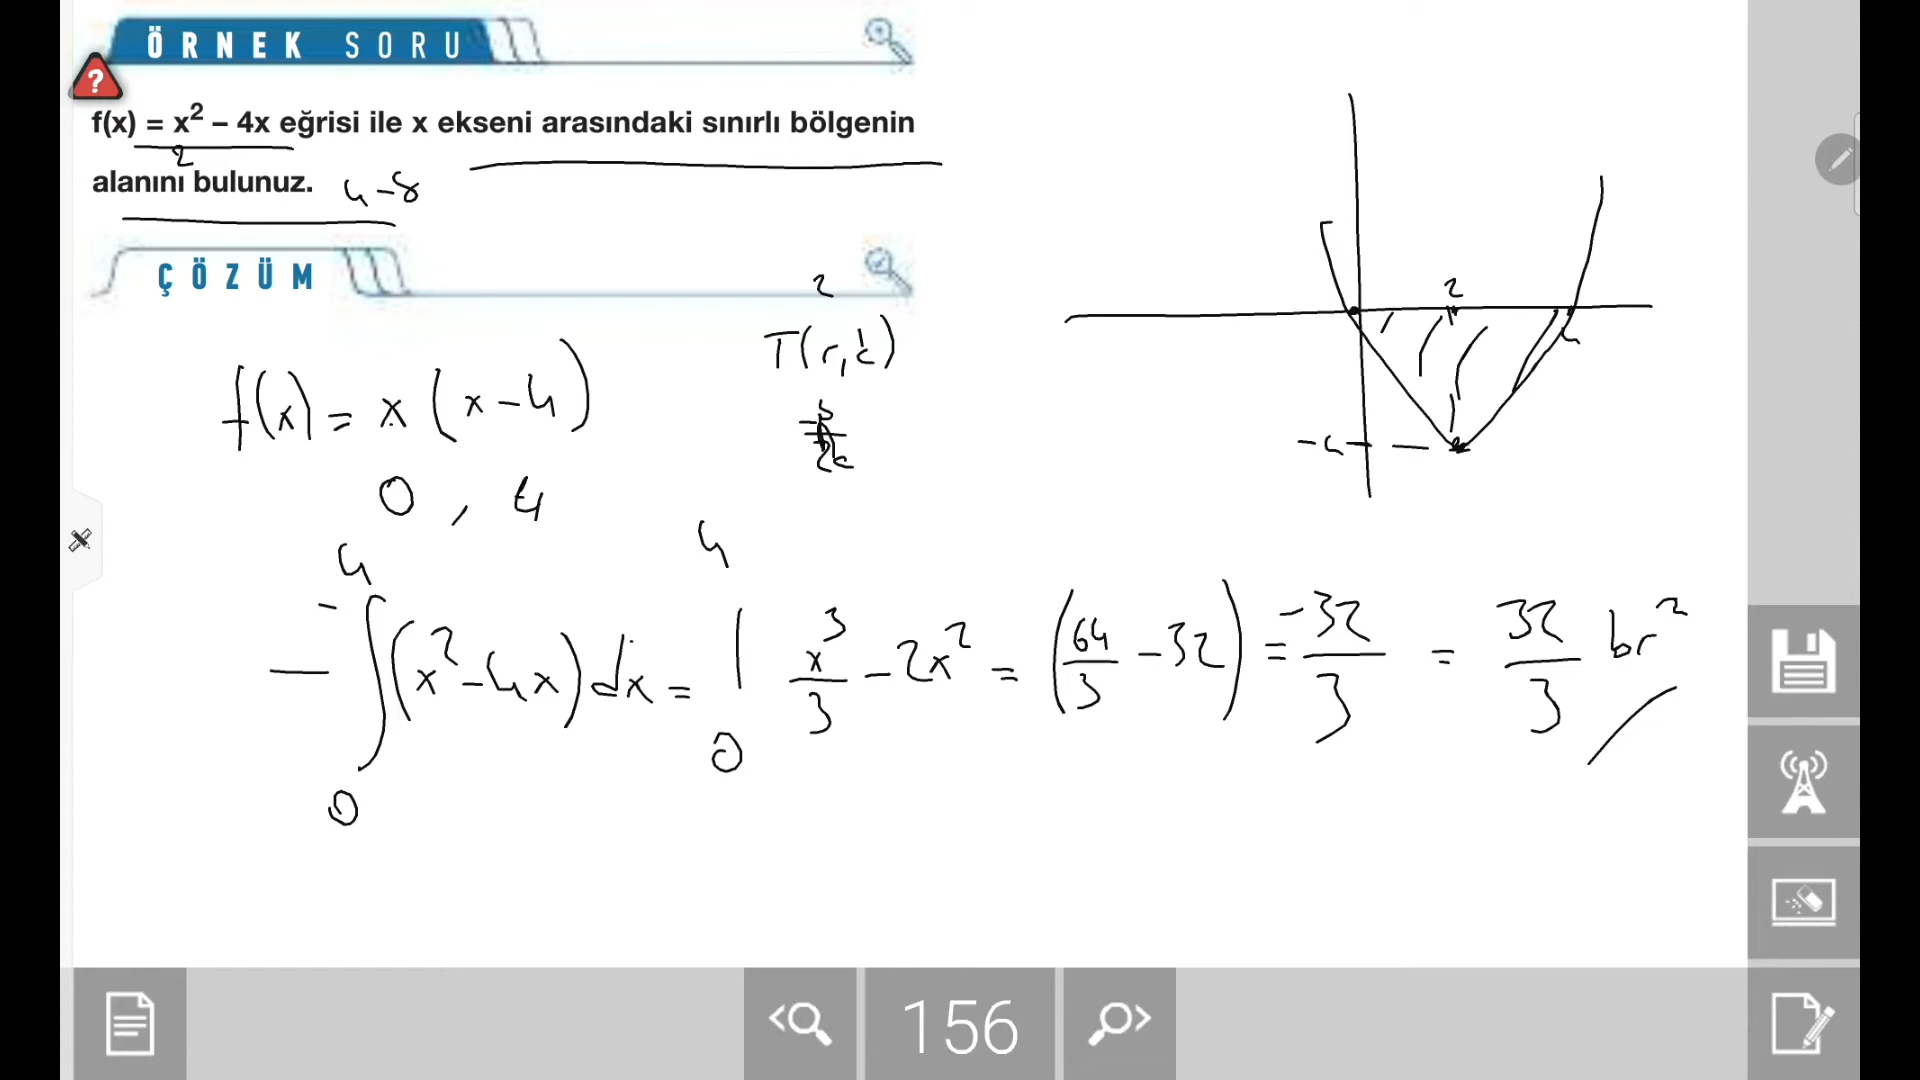 ÖRNEK SORU
?
f(x) = x² – 4x eğrisi ile x ekseni arasındaki sınırlı bölgenin
2
alanını bulunuz. 4-8
ÇÖZÜM
2
T(r,k)
f(x) = x(x-4)
0, 4
2
4
-4
-∫₀⁴(x²-4x)dx = |₀⁴ x³/3 - 2x² = (64/3 - 32) = -32/3 = 32/3 br²
156